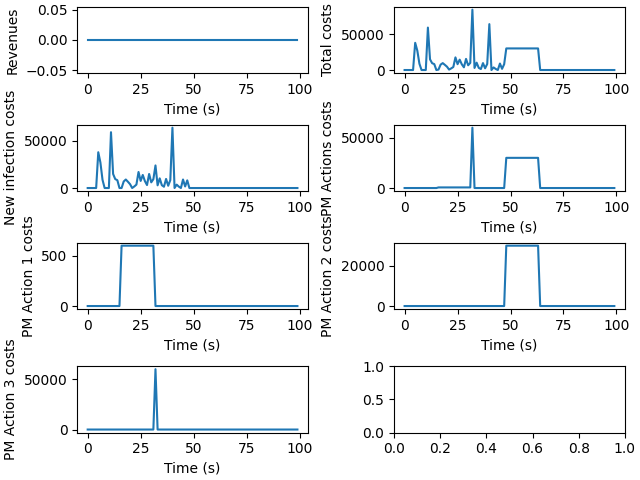 Revenues
0.05
0.00
−0.05
0 25 50 75 100
Time (s)
Total costs
50000
0
0 25 50 75 100
Time (s)
New infection costs
50000
0
0 25 50 75 100
Time (s)
PM Actions costs
50000
0
0 25 50 75 100
Time (s)
PM Action 1 costs
500
0
0 25 50 75 100
Time (s)
PM Action 2 costs
20000
0
0 25 50 75 100
Time (s)
PM Action 3 costs
50000
0
0 25 50 75 100
Time (s)
1.0
0.5
0.0
0.0 0.2 0.4 0.6 0.8 1.0